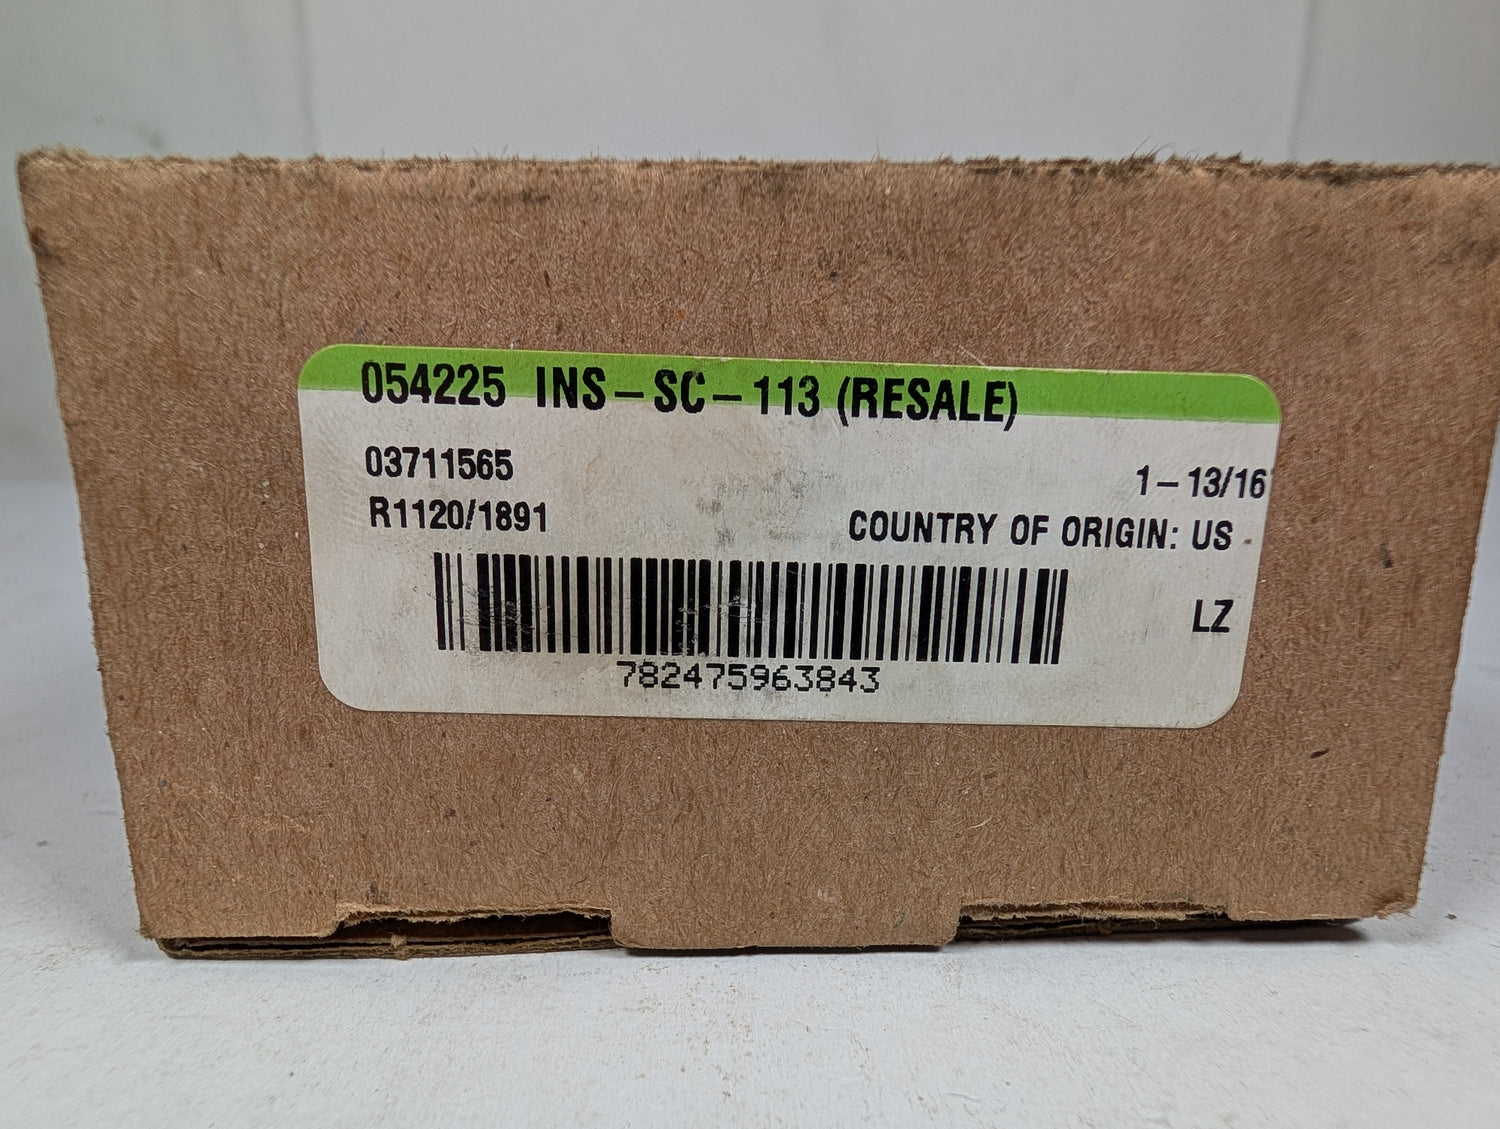 054225 INS-SC-113 (RESALE)
03711565
1-13/16
R1120/1891
COUNTRY OF ORIGIN: US
LZ
782475963843